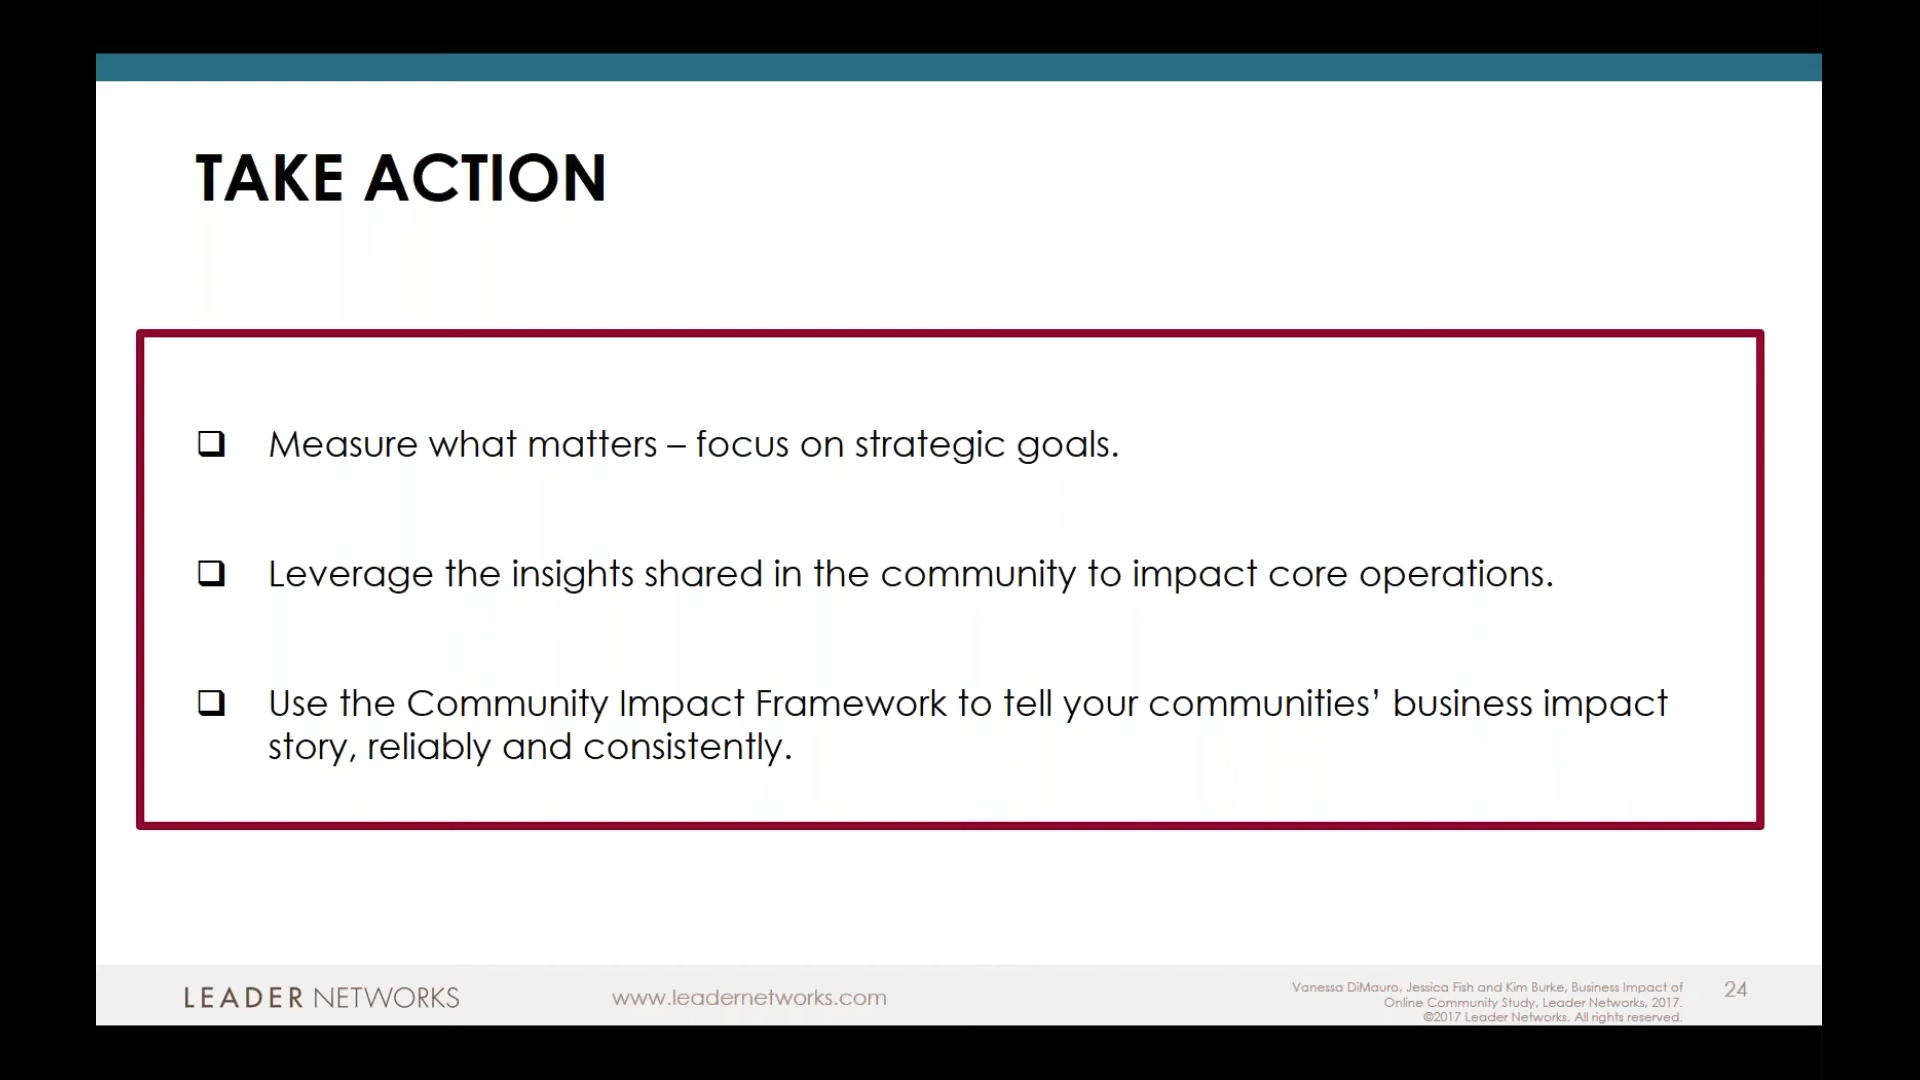 TAKE ACTION
❑ Measure what matters – focus on strategic goals.
❑ Leverage the insights shared in the community to impact core operations.
❑ Use the Community Impact Framework to tell your communities’ business impact
story, reliably and consistently.
LEADER NETWORKS
www.leadernetworks.com
Vanessa DiMauro, Jessica Fish and Kim Burke, Business Impact of
Online Community Study, Leader Networks, 2017.
©2017 Leader Networks. All rights reserved.
24